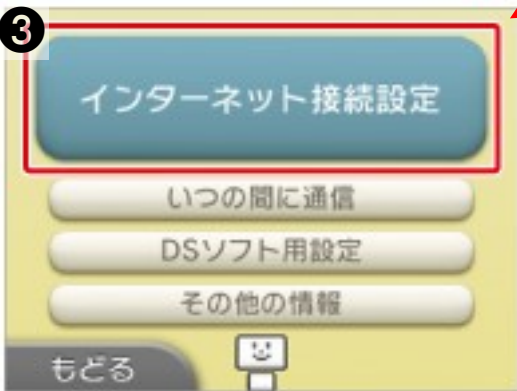 ❸
インターネット接続設定
いつの間に通信
DSソフト用設定
その他の情報
もどる